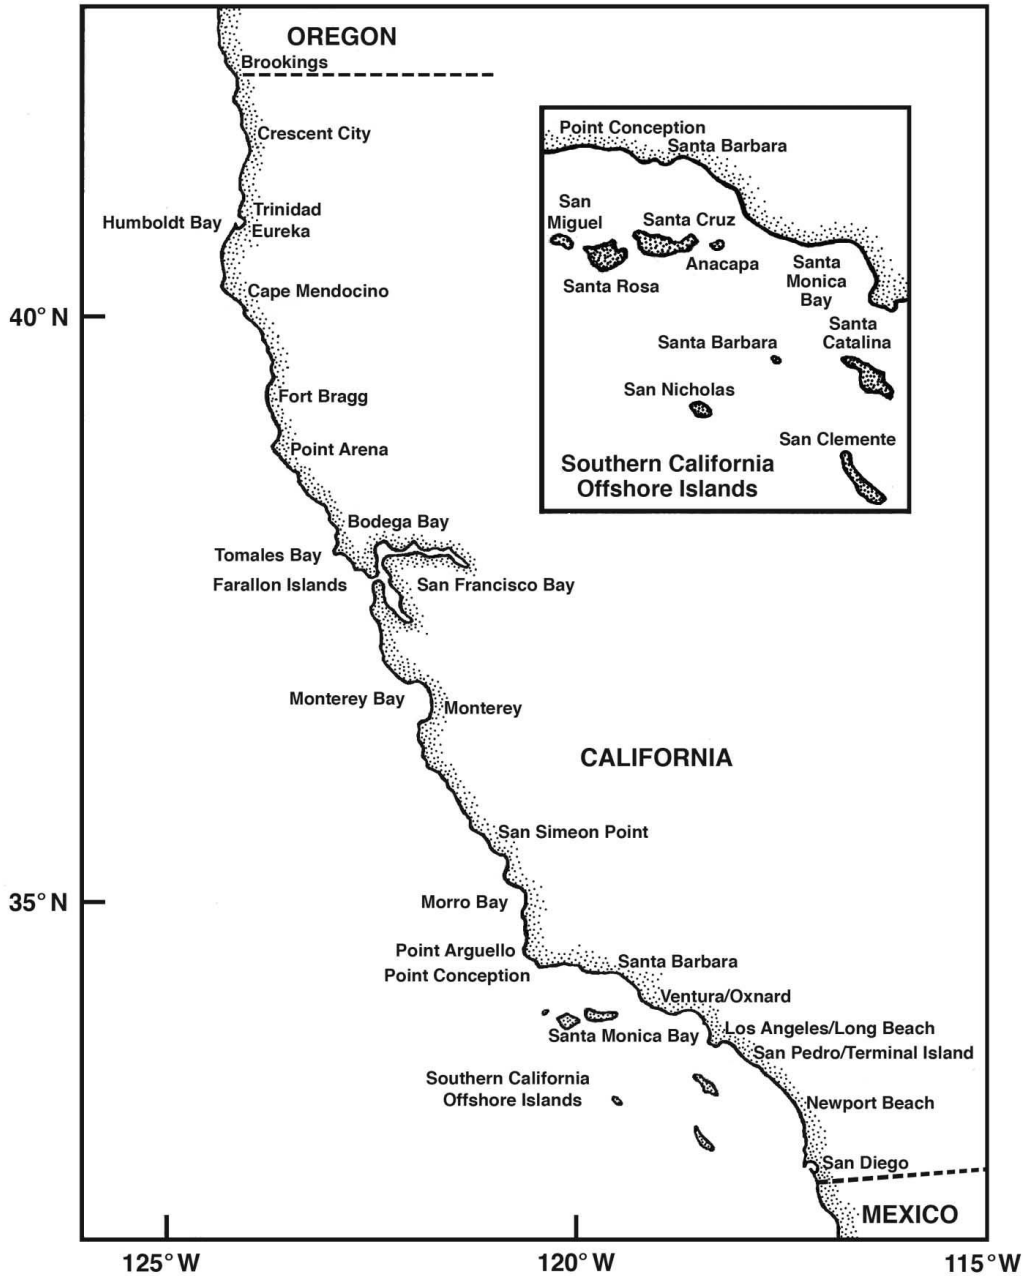 OREGON
Brookings
Crescent City
Trinidad
Humboldt Bay
Eureka
Cape Mendocino
40° N
Fort Bragg
Point Arena
Bodega Bay
Tomales Bay
Farallon Islands
San Francisco Bay
Monterey Bay
Monterey
CALIFORNIA
San Simeon Point
35° N
Morro Bay
Point Arguello
Point Conception
Santa Barbara
Ventura/Oxnard
Los Angeles/Long Beach
Santa Monica Bay
San Pedro/Terminal Island
Southern California
Offshore Islands
Newport Beach
San Diego
MEXICO
125° W
120° W
115° W
Point Conception
Santa Barbara
San
Miguel
Santa Cruz
Anacapa
Santa Rosa
Santa
Monica
Bay
Santa Barbara
Santa
Catalina
San Nicholas
San Clemente
Southern California
Offshore Islands